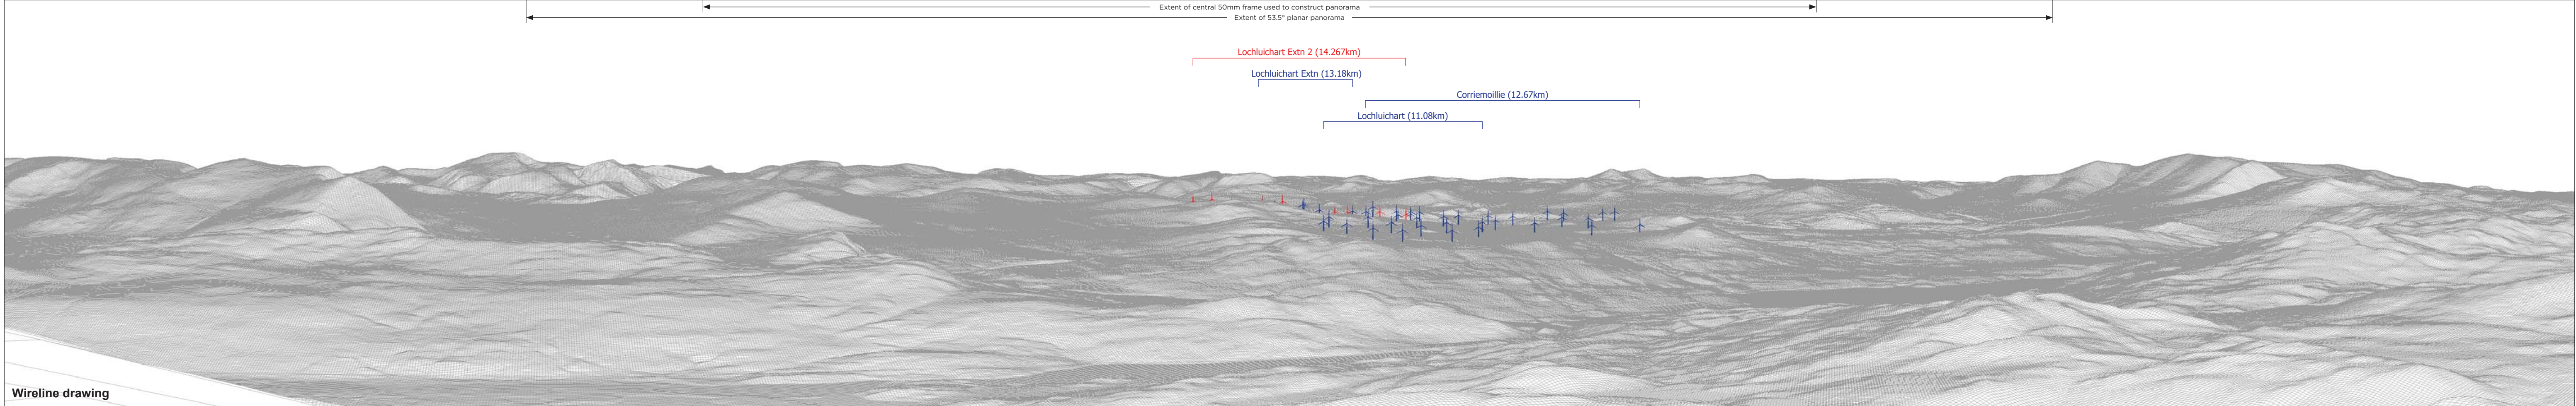 Extent of central 50mm frame used to construct panorama
Extent of 53.5° planar panorama
Lochluichart Extn 2 (14.267km)
Lochluichart Extn (13.18km)
Corriemoillie (12.67km)
Lochluichart (11.08km)
Wireline drawing